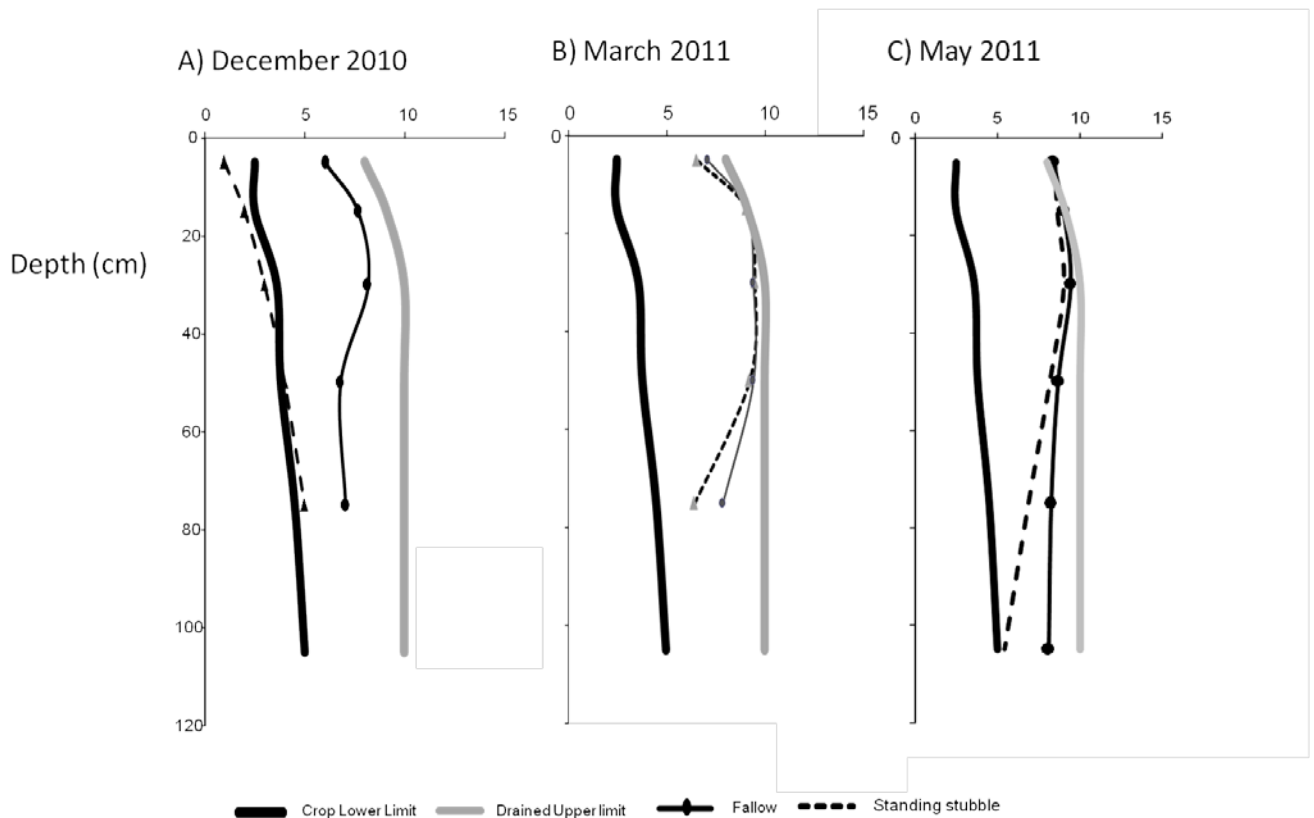 A) December 2010
B) March 2011
C) May 2011
0 5 10 15
0 5 10 15
0 5 10 15
0
0
0
20
Depth (cm)
40
60
80
100
120
Crop Lower Limit Drained Upper limit Fallow Standing stubble